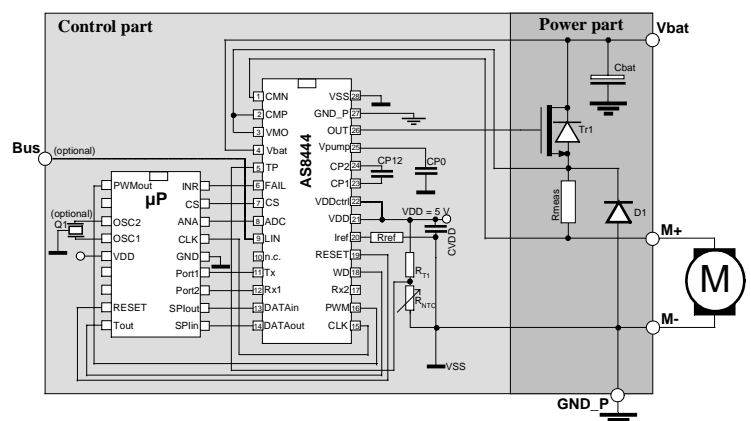 Control part
Power part
Vbat
Cbat
Bus
(optional)
AS8444
1 CMN
2 CMP
3 VMO
4 Vbat
5 TP
6 FAIL
7 CS
8 ADC
9 LIN
10 n.c.
11 Tx
12 Rx1
13 DATAin
14 DATAout
VSS 28
GND_P 27
OUT 26
Vpump 25
CP2 24
CP1 23
VDDctrl 22
VDD 21
Iref 20
RESET 19
WD 18
Rx2 17
PWM 16
CLK 15
µP
PWMout
OSC2
OSC1
VDD
RESET
Tout
INR
CS
ANA
CLK
GND
Port1
Port2
SPIout
SPIin
(optional)
Q1
CP12
CP0
VDD = 5 V
CVDD
Rref
RT1
RNTC
VSS
Tr1
Rmeas
D1
M+
M
M-
GND_P